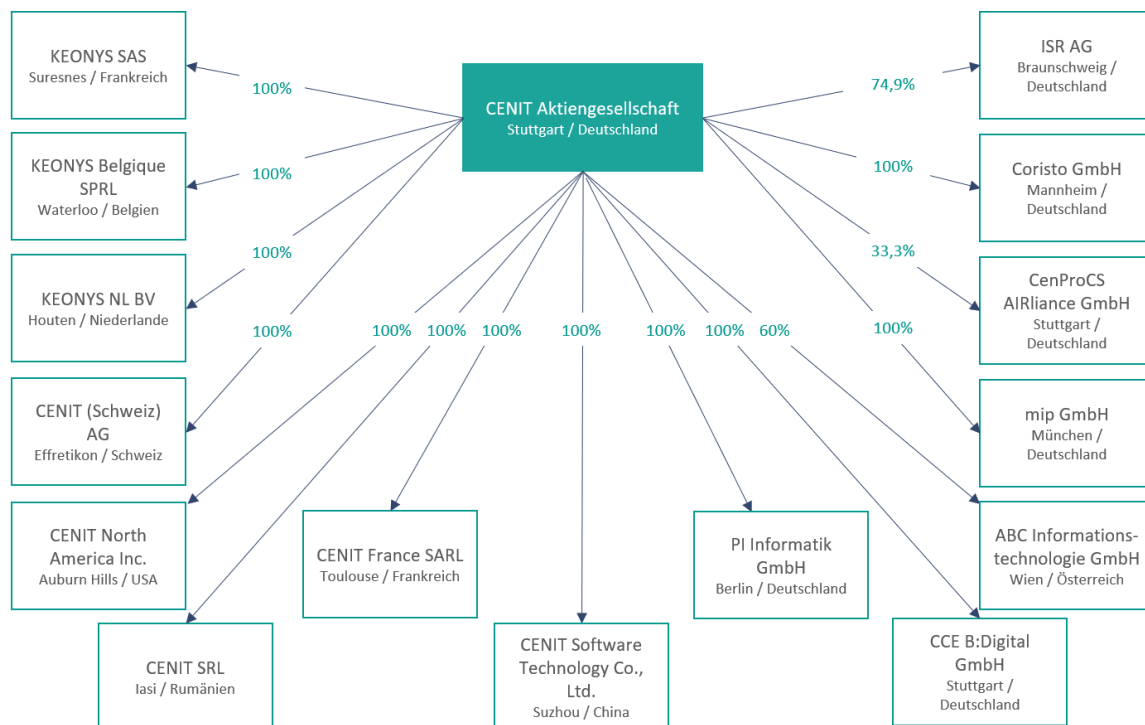 CENIT Aktiengesellschaft
Stuttgart / Deutschland
KEONYS SAS
Suresnes / Frankreich
100%
KEONYS Belgique
SPRL
Waterloo / Belgien
100%
KEONYS NL BV
Houten / Niederlande
100%
CENIT (Schweiz)
AG
Effretikon / Schweiz
100%
CENIT North
America Inc.
Auburn Hills / USA
100%
CENIT SRL
Iasi / Rumänien
100%
CENIT France SARL
Toulouse / Frankreich
100%
CENIT Software
Technology Co.,
Ltd.
Suzhou / China
100%
PI Informatik
GmbH
Berlin / Deutschland
100%
CCE B:Digital
GmbH
Stuttgart /
Deutschland
100%
ABC Informations-
technologie GmbH
Wien / Österreich
60%
mip GmbH
München /
Deutschland
100%
CenProCS
AIRliance GmbH
Stuttgart /
Deutschland
33,3%
Coristo GmbH
Mannheim /
Deutschland
100%
ISR AG
Braunschweig /
Deutschland
74,9%